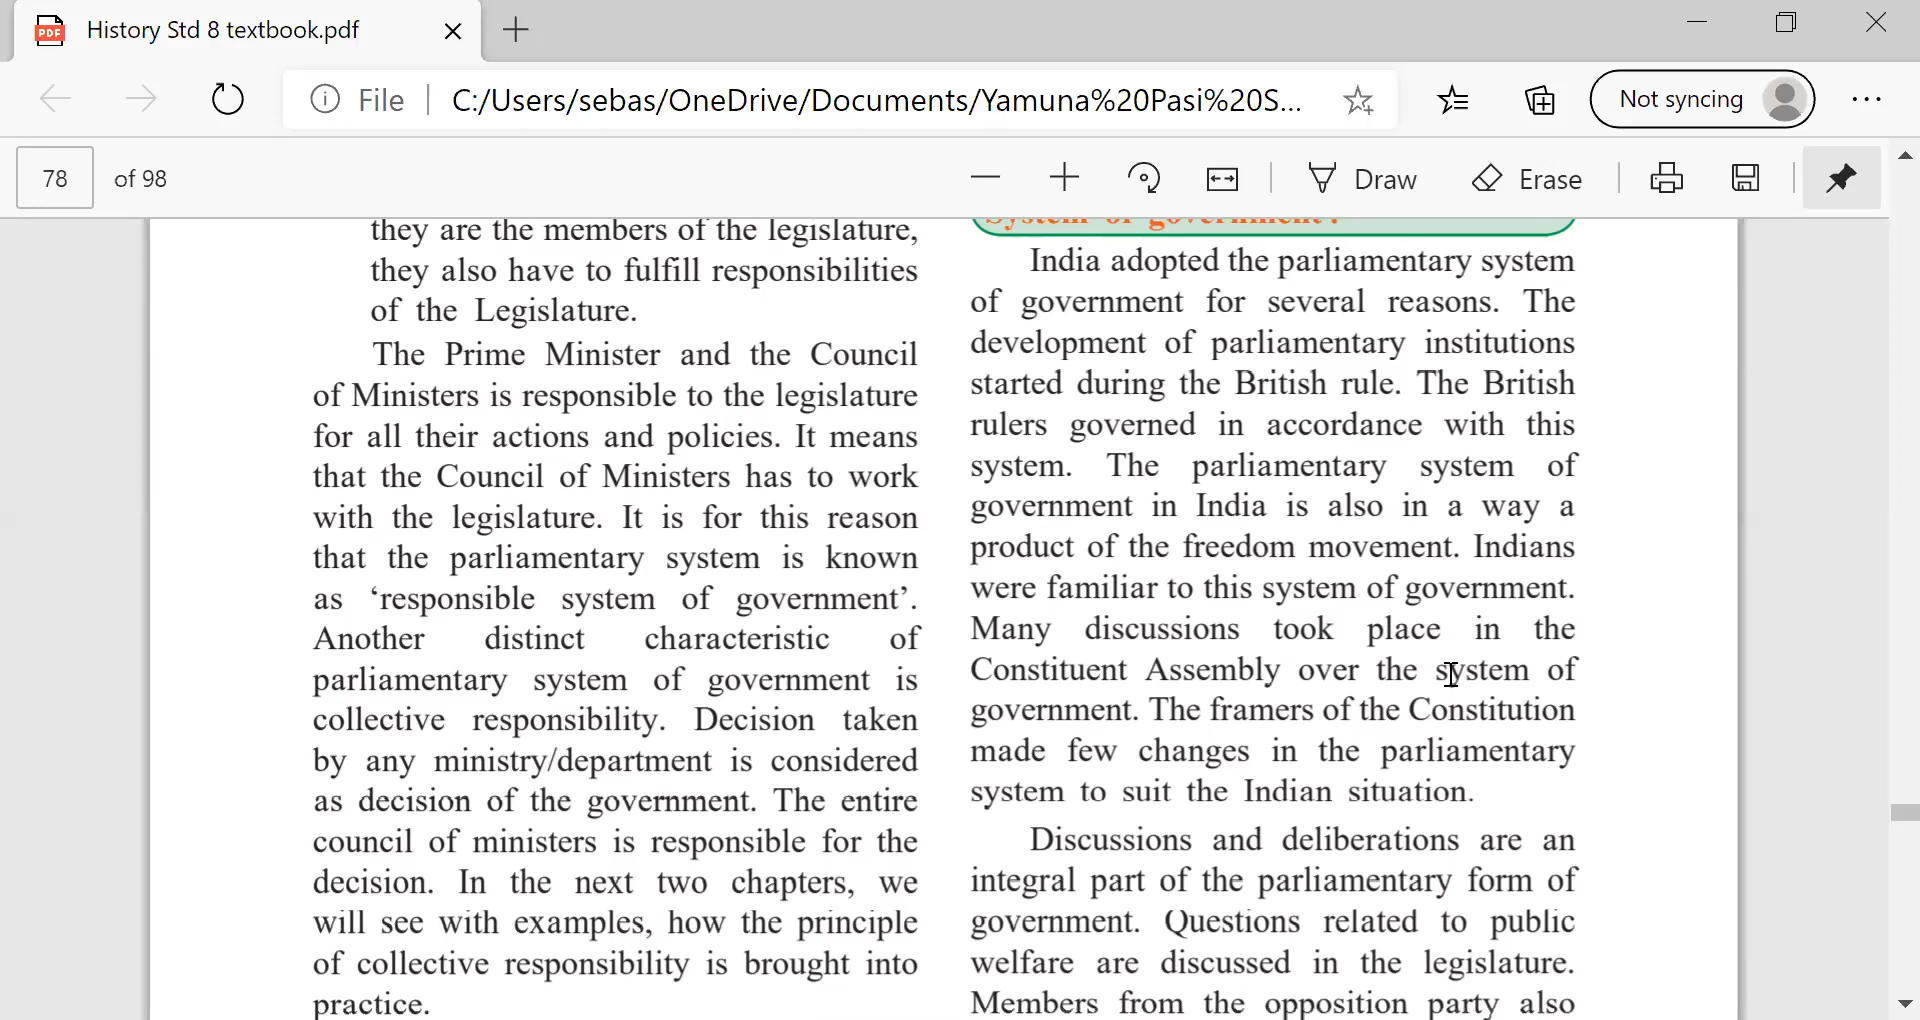 History Std 8 textbook.pdf
File
C:/Users/sebas/OneDrive/Documents/Yamuna%20Pasi%20S...
Not syncing
78
of 98
Draw
Erase
they are the members of the legislature,
they also have to fulfill responsibilities
of the Legislature.
The Prime Minister and the Council
of Ministers is responsible to the legislature
for all their actions and policies. It means
that the Council of Ministers has to work
with the legislature. It is for this reason
that the parliamentary system is known
as ‘responsible system of government’.
Another distinct characteristic of
parliamentary system of government is
collective responsibility. Decision taken
by any ministry/department is considered
as decision of the government. The entire
council of ministers is responsible for the
decision. In the next two chapters, we
will see with examples, how the principle
of collective responsibility is brought into
practice.
System of government?
India adopted the parliamentary system
of government for several reasons. The
development of parliamentary institutions
started during the British rule. The British
rulers governed in accordance with this
system. The parliamentary system of
government in India is also in a way a
product of the freedom movement. Indians
were familiar to this system of government.
Many discussions took place in the
Constituent Assembly over the system of
government. The framers of the Constitution
made few changes in the parliamentary
system to suit the Indian situation.
Discussions and deliberations are an
integral part of the parliamentary form of
government. Questions related to public
welfare are discussed in the legislature.
Members from the opposition party also